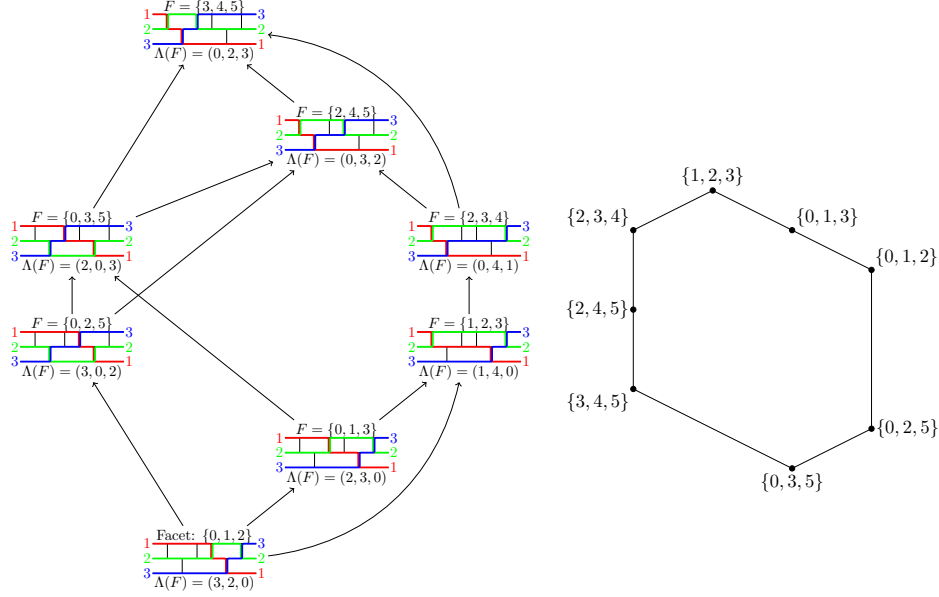 F = {3, 4, 5}
1 3
2 2
3 1
Λ(F) = (0, 2, 3)
F = {2, 4, 5}
1 3
2 2
3 1
Λ(F) = (0, 3, 2)
F = {0, 3, 5}
1 3
2 2
3 1
Λ(F) = (2, 0, 3)
F = {2, 3, 4}
1 3
2 2
3 1
Λ(F) = (0, 4, 1)
F = {0, 2, 5}
1 3
2 2
3 1
Λ(F) = (3, 0, 2)
F = {1, 2, 3}
1 3
2 2
3 1
Λ(F) = (1, 4, 0)
F = {0, 1, 3}
1 3
2 2
3 1
Λ(F) = (2, 3, 0)
Facet: {0, 1, 2}
1 3
2 2
3 1
Λ(F) = (3, 2, 0)
{1, 2, 3}
{2, 3, 4}
{0, 1, 3}
{0, 1, 2}
{2, 4, 5}
{3, 4, 5}
{0, 2, 5}
{0, 3, 5}